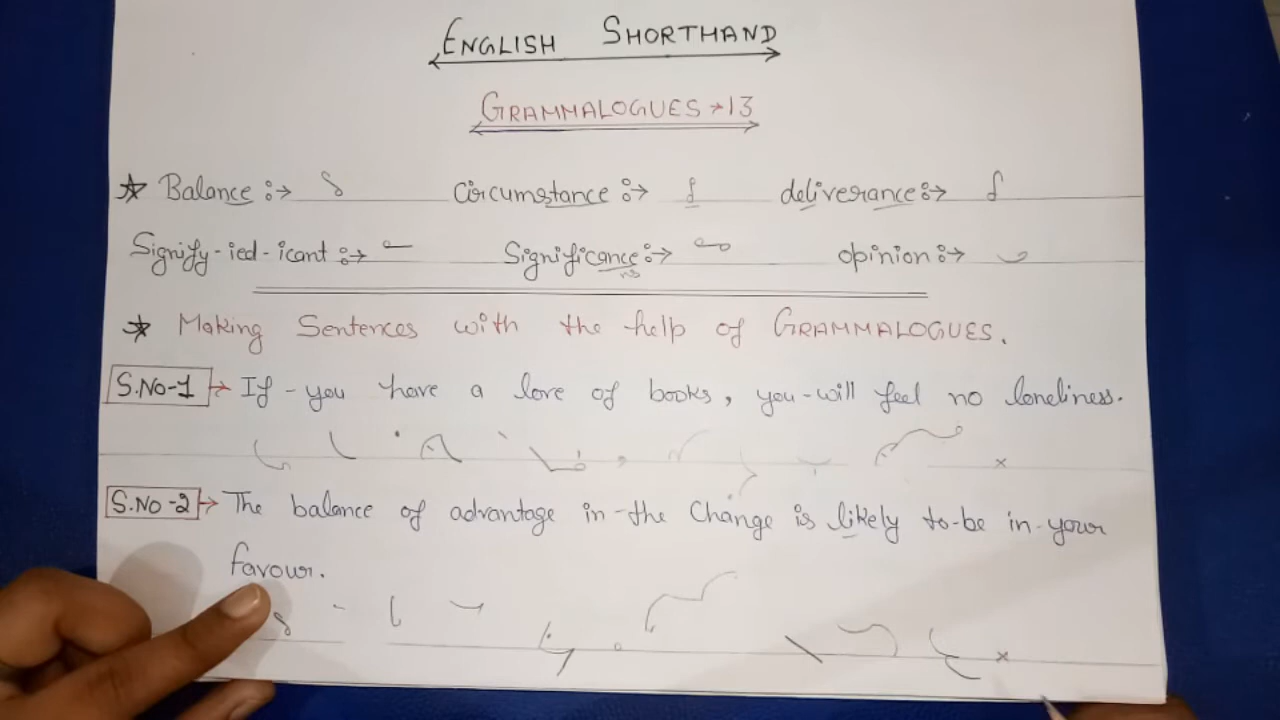 ENGLISH SHORTHAND
GRAMMALOGUES → 13
☆ Balance :→ Circumstance :→ deliverance :→
Signify-ied-icant :→ Significance :→ opinion :→
ns
☆ Making Sentences with the help of GRAMMALOGUES.
S.NO-1 → If-you have a love of books, you-will feel no loneliness.
S.NO-2 → The balance of advantage in-the Change is likely to-be in-your
favour.